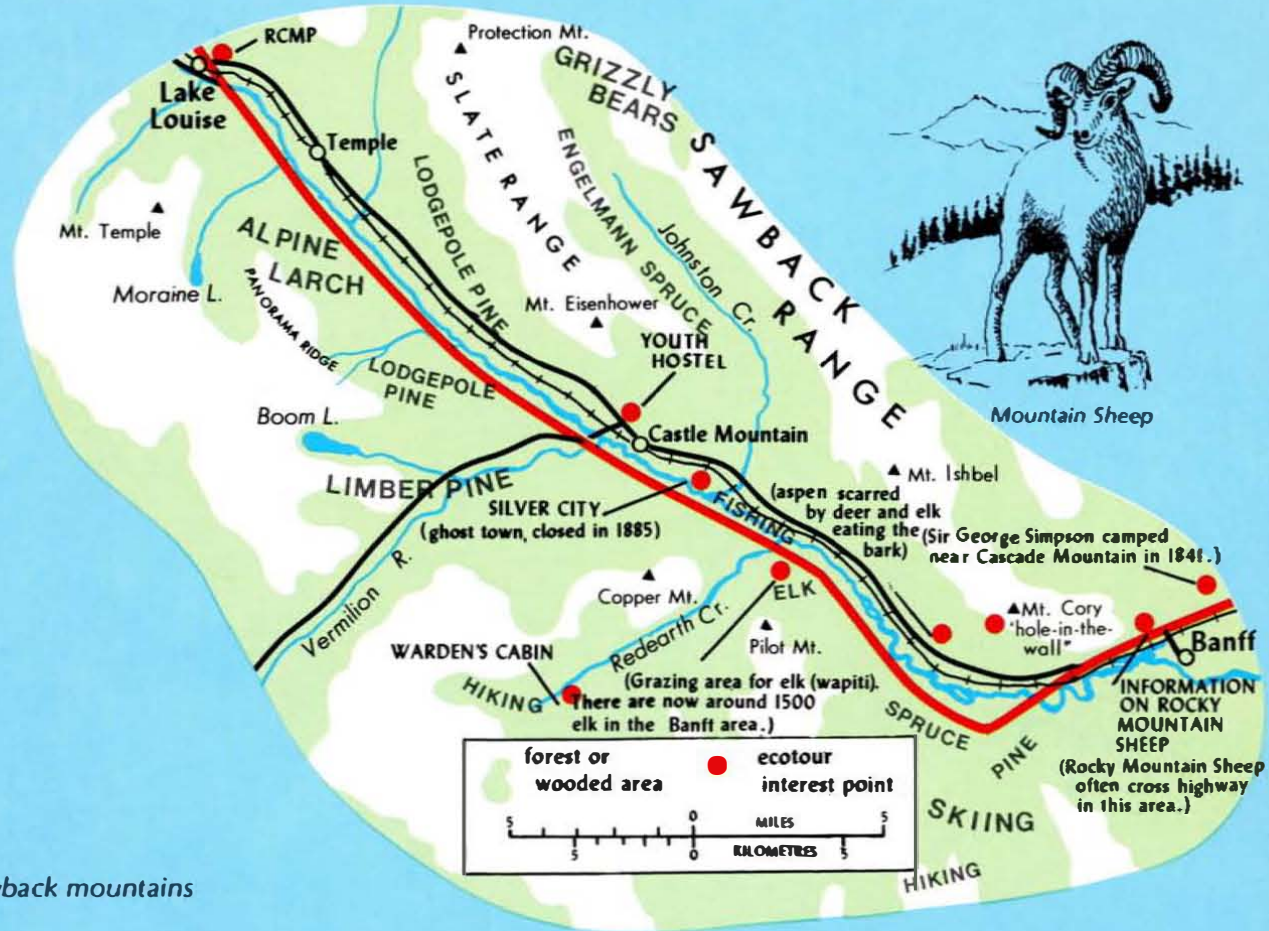 RCMP
Protection Mt.
GRIZZLY
BEARS
Lake
Louise
Temple
SLATE RANGE
SAWBACK
RANGE
ENGELMANN SPRUCE
LODGEPOLE PINE
Johnston Cr.
Mt. Temple
ALPINE
LARCH
Moraine L.
PANORAMA RIDGE
Mt. Eisenhower
YOUTH
HOSTEL
Mountain Sheep
LODGEPOLE
PINE
Boom L.
Castle Mountain
LIMBER PINE
Mt. Ishbel
SILVER CITY
(ghost town, closed in 1885)
FISHING
(aspen scarred
by deer and elk
eating the
bark)
(Sir George Simpson camped
near Cascade Mountain in 1841.)
Vermilion R.
Copper Mt.
ELK
Redearth Cr.
Pilot Mt.
Mt. Cory
"hole-in-the-
wall"
Banff
WARDEN'S CABIN
HIKING
(Grazing area for elk (wapiti).
There are now around 1500
elk in the Banff area.)
SPRUCE
PINE
INFORMATION
ON ROCKY
MOUNTAIN
SHEEP
(Rocky Mountain Sheep
often cross highway
in this area.)
SKIING
HIKING
forest or
wooded area
ecotour
interest point
5 0 5
MILES
5 0 5
KILOMETRES
back mountains